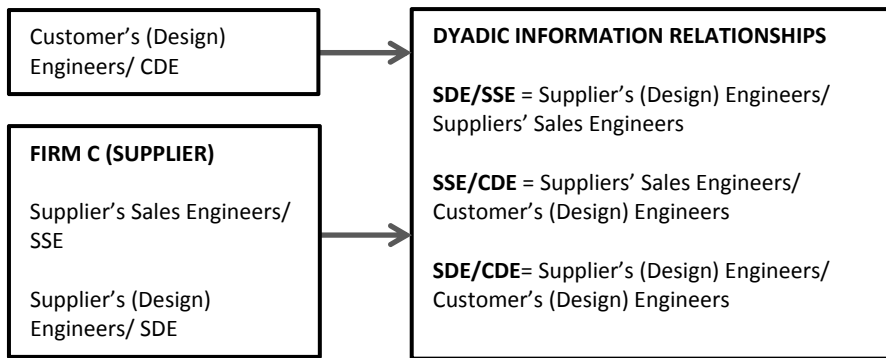 Customer’s (Design)
Engineers/ CDE
FIRM C (SUPPLIER)
Supplier’s Sales Engineers/
SSE
Supplier’s (Design)
Engineers/ SDE
DYADIC INFORMATION RELATIONSHIPS
SDE/SSE = Supplier’s (Design) Engineers/
Suppliers’ Sales Engineers
SSE/CDE = Suppliers’ Sales Engineers/
Customer’s (Design) Engineers
SDE/CDE= Supplier’s (Design) Engineers/
Customer’s (Design) Engineers